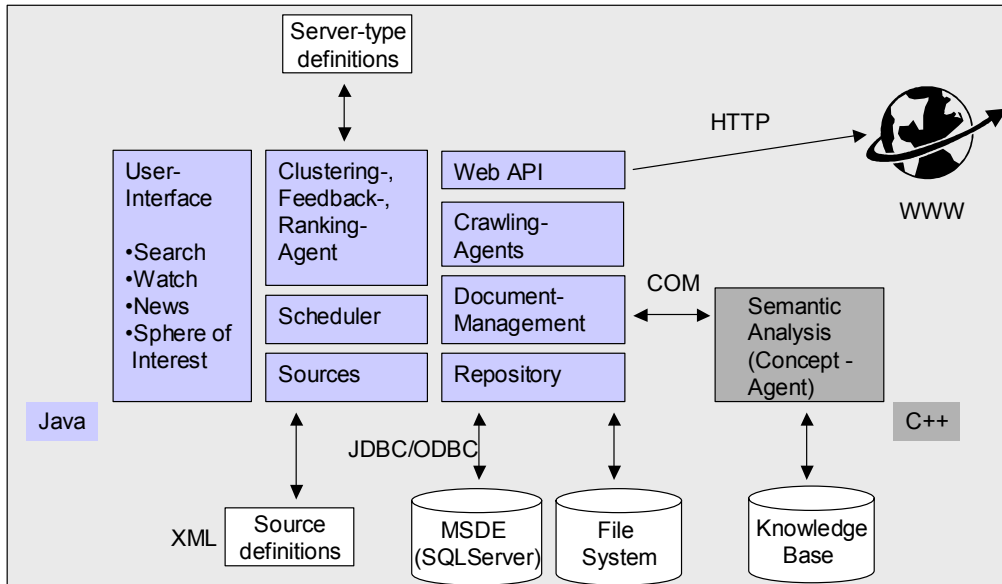 Server-type
definitions
HTTP
WWW
User-
Interface
•Search
•Watch
•News
•Sphere of
Interest
Clustering-,
Feedback-,
Ranking-
Agent
Scheduler
Sources
Web API
Crawling-
Agents
Document-
Management
Repository
COM
Semantic
Analysis
(Concept -
Agent)
Java
C++
JDBC/ODBC
XML
Source
definitions
MSDE
(SQLServer)
File
System
Knowledge
Base